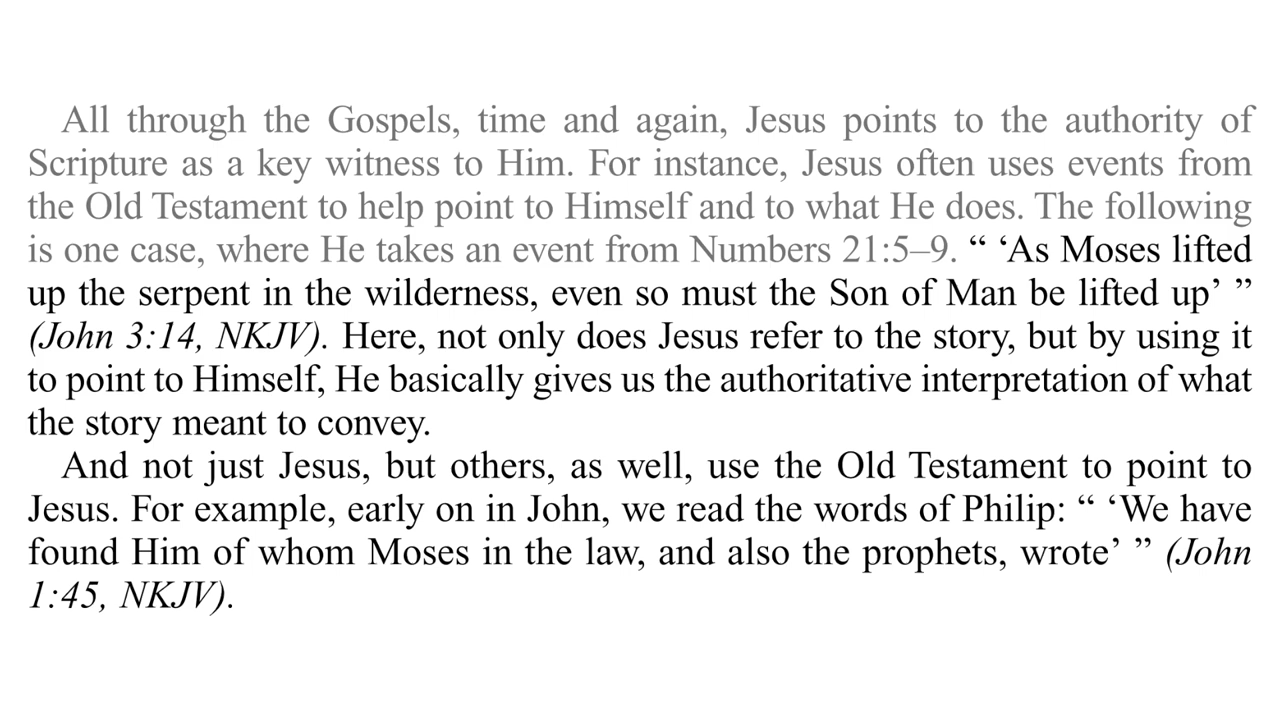 All through the Gospels, time and again, Jesus points to the authority of
Scripture as a key witness to Him. For instance, Jesus often uses events from
the Old Testament to help point to Himself and to what He does. The following
is one case, where He takes an event from Numbers 21:5–9. “ ‘As Moses lifted
up the serpent in the wilderness, even so must the Son of Man be lifted up’ ”
(John 3:14, NKJV). Here, not only does Jesus refer to the story, but by using it
to point to Himself, He basically gives us the authoritative interpretation of what
the story meant to convey.
And not just Jesus, but others, as well, use the Old Testament to point to
Jesus. For example, early on in John, we read the words of Philip: “ ‘We have
found Him of whom Moses in the law, and also the prophets, wrote’ ” (John
1:45, NKJV).